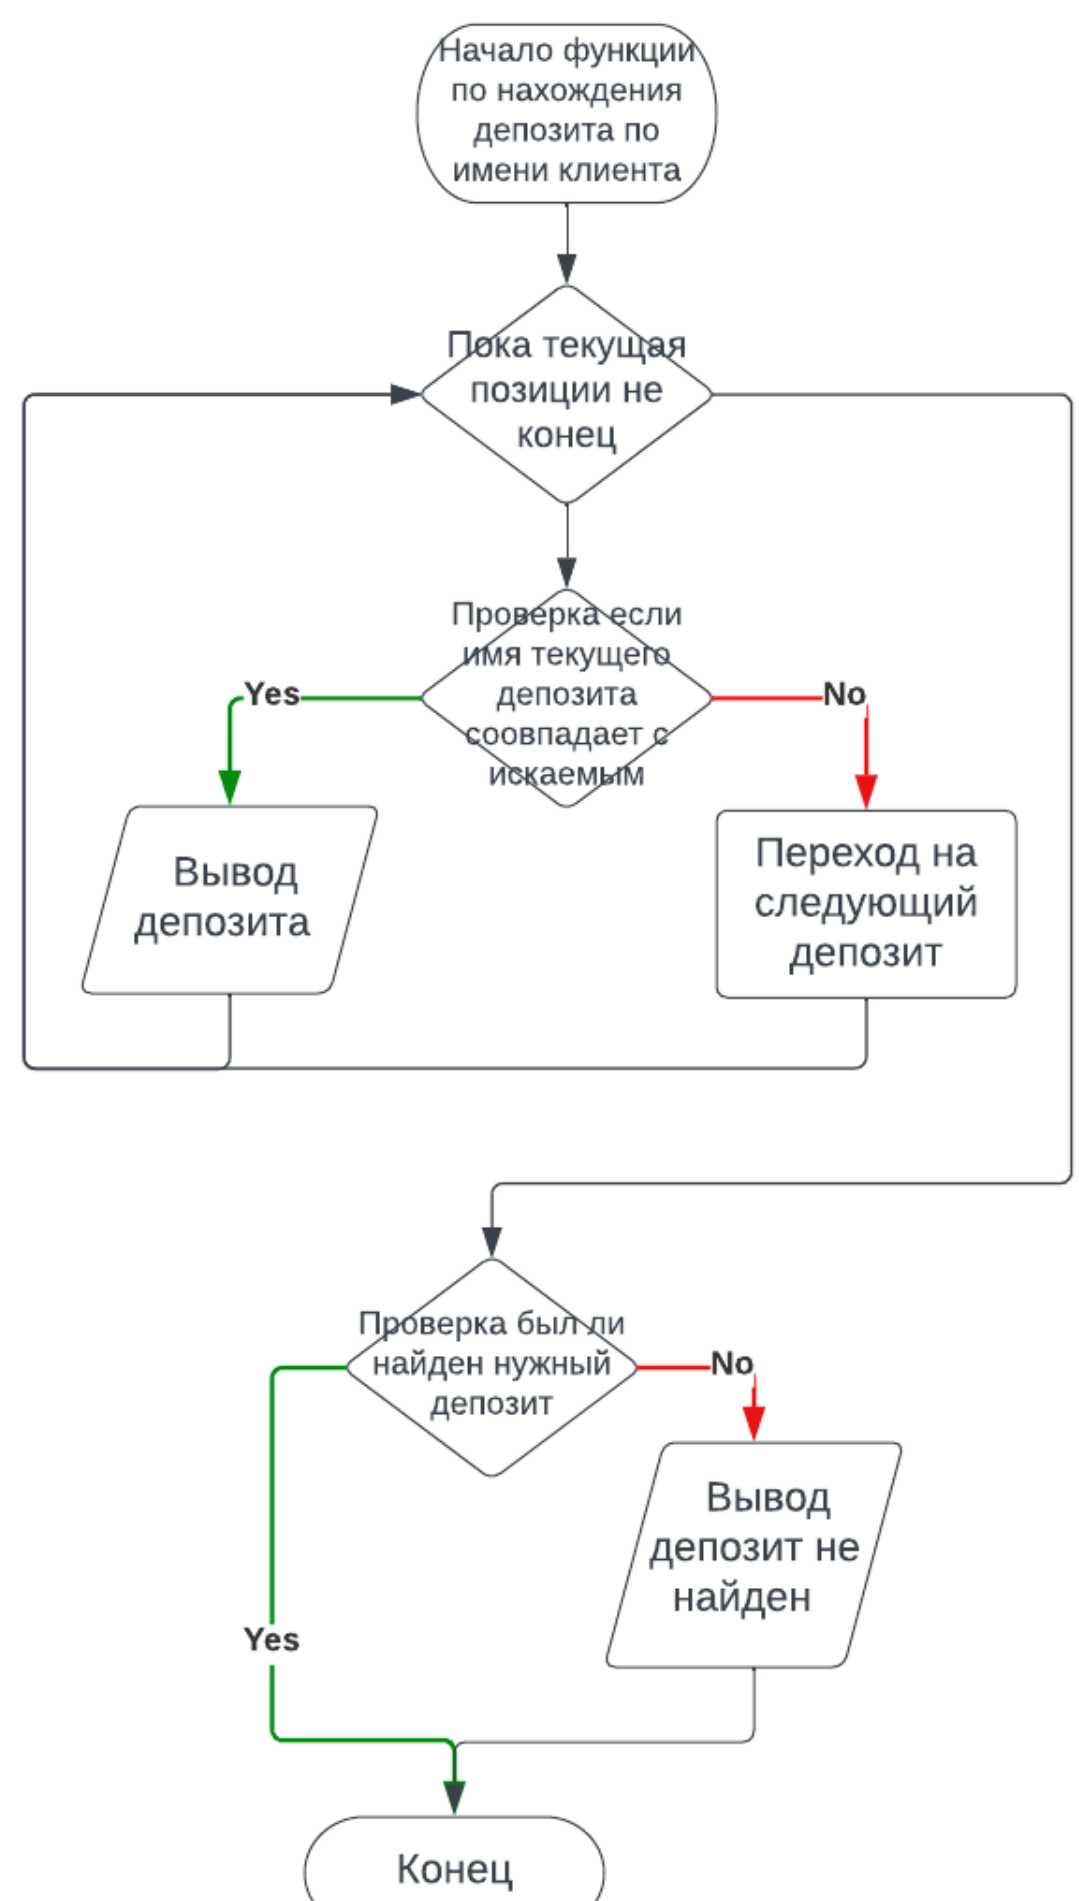 Начало функции
по нахождения
депозита по
имени клиента
Пока текущая
позиции не
конец
Проверка если
имя текущего
депозита
соовпадает с
искаемым
Yes
No
Вывод
депозита
Переход на
следующий
депозит
Проверка был ли
найден нужный
депозит
No
Вывод
депозит не
найден
Yes
Конец